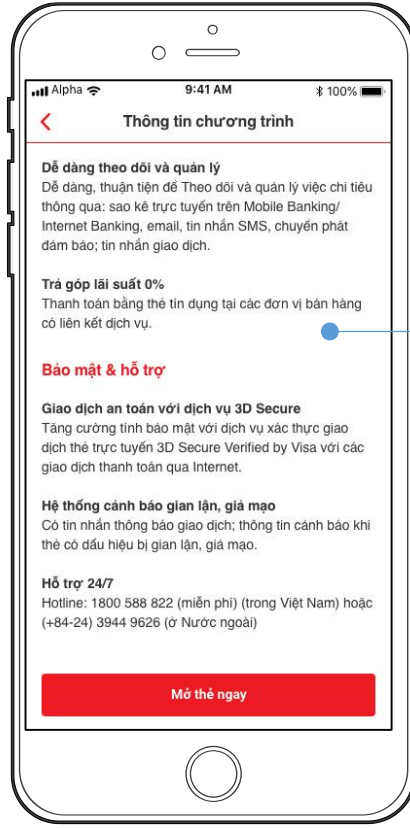 Alpha 9:41 AM 100%
Thông tin chương trình
Dễ dàng theo dõi và quản lý
Dễ dàng, thuận tiện để Theo dõi và quản lý việc chi tiêu
thông qua: sao kê trực tuyến trên Mobile Banking/
Internet Banking, email, tin nhắn SMS, chuyển phát
đảm bảo; tin nhắn giao dịch.
Trả góp lãi suất 0%
Thanh toán bằng thẻ tín dụng tại các đơn vị bán hàng
có liên kết dịch vụ.
Bảo mật & hỗ trợ
Giao dịch an toàn với dịch vụ 3D Secure
Tăng cường tính bảo mật với dịch vụ xác thực giao
dịch thẻ trực tuyến 3D Secure Verified by Visa với các
giao dịch thanh toán qua Internet.
Hệ thống cảnh báo gian lận, giả mạo
Có tin nhắn thông báo giao dịch; thông tin cảnh báo khi
thẻ có dấu hiệu bị gian lận, giả mạo.
Hỗ trợ 24/7
Hotline: 1800 588 822 (miễn phí) (trong Việt Nam) hoặc
(+84-24) 3944 9626 (ở Nước ngoài)
Mở thẻ ngay